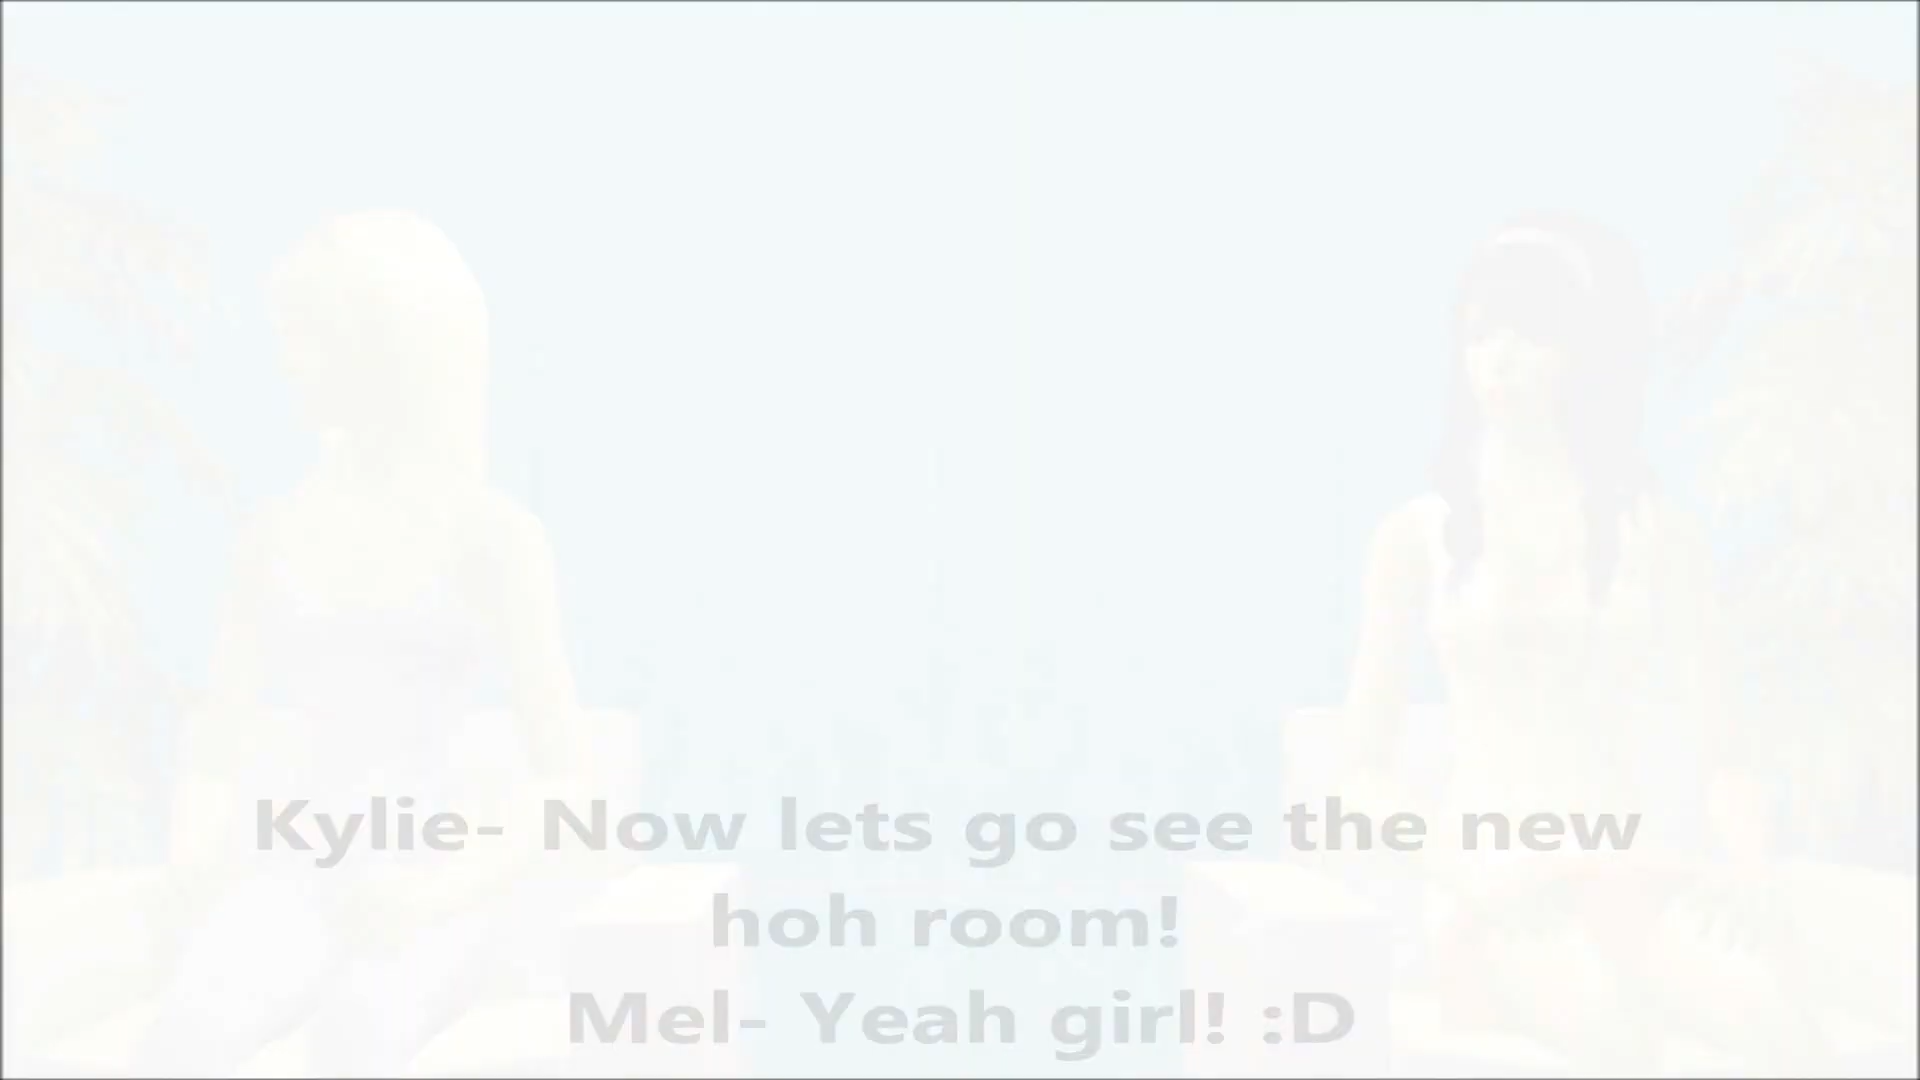 Kylie- Now lets go see the new
hoh room!
Mel- Yeah girl! :D